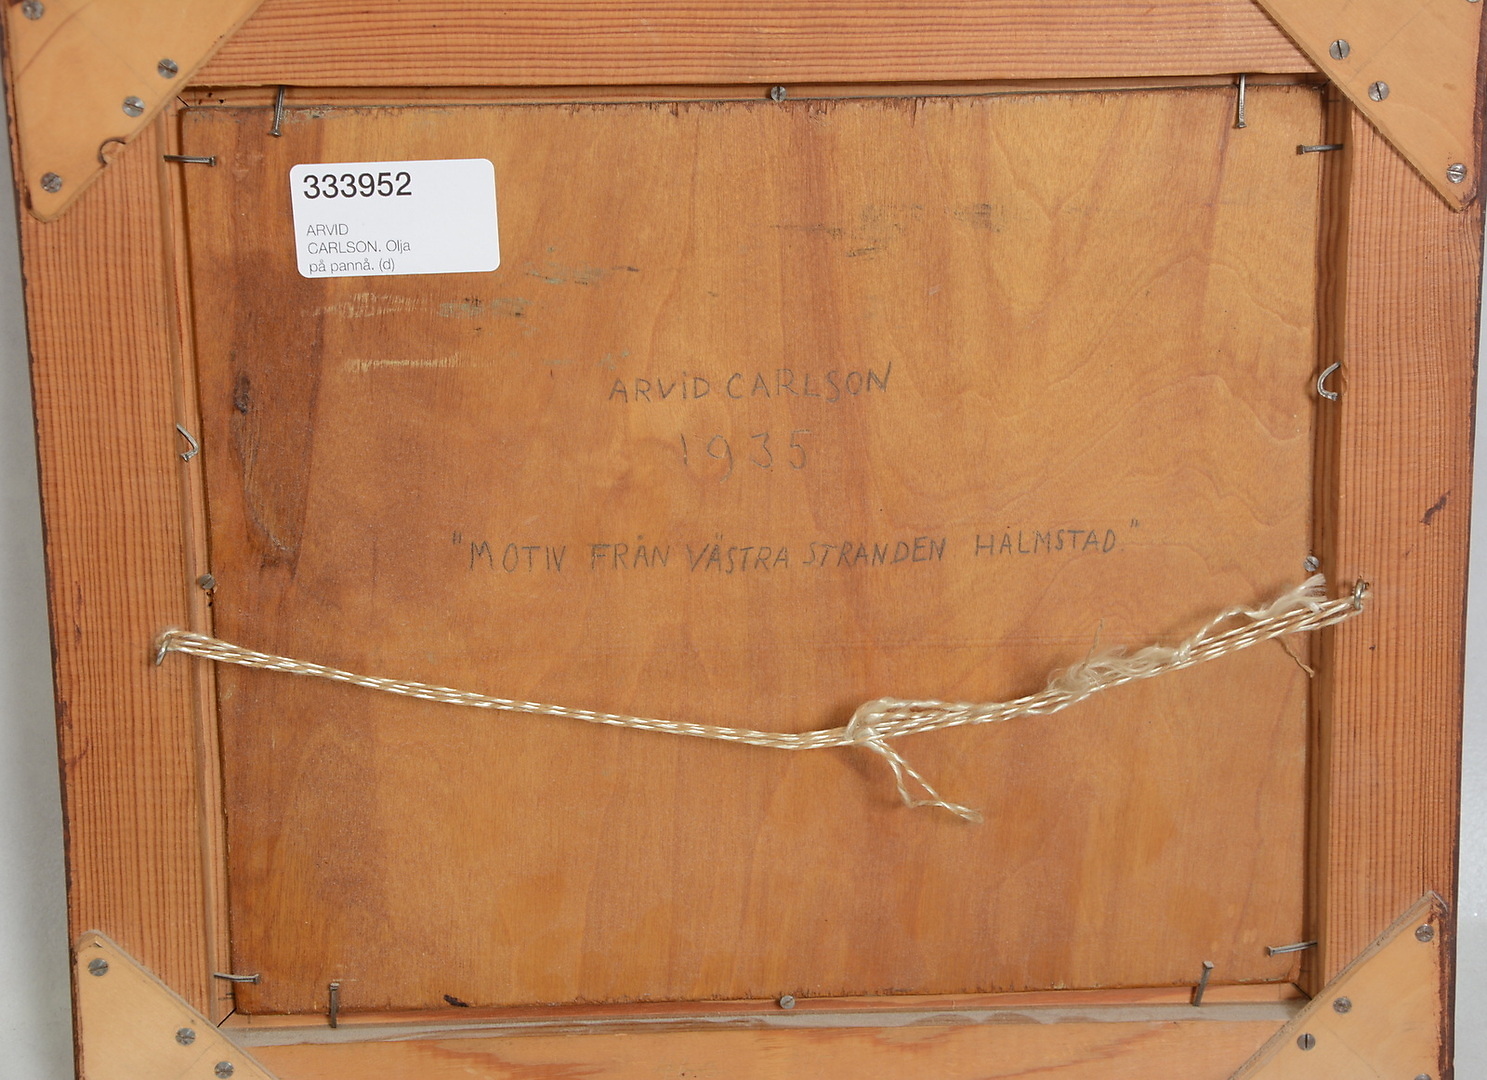 333952
ARVID
CARLSON. Olja
på pannå. (d)
ARVID CARLSON
1935
"MOTIV FRÅN VÄSTRA STRANDEN HALMSTAD."